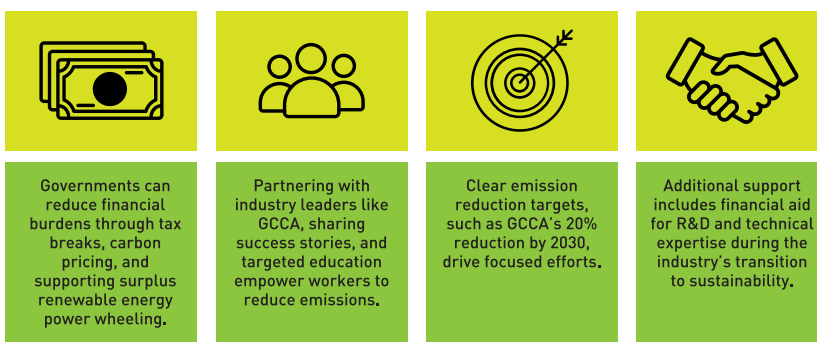 Governments can
reduce financial
burdens through tax
breaks, carbon
pricing, and
supporting surplus
renewable energy
power wheeling.
Partnering with
industry leaders like
GCCA, sharing
success stories, and
targeted education
empower workers to
reduce emissions.
Clear emission
reduction targets,
such as GCCA's 20%
reduction by 2030,
drive focused efforts.
Additional support
includes financial aid
for R&D and technical
expertise during the
industry's transition
to sustainability.